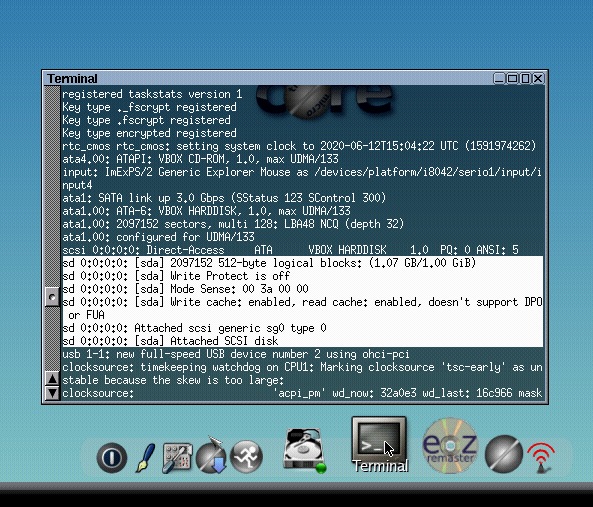 Terminal
core
registered taskstats version 1
Key type ._fscrypt registered
Key type .fscrypt registered
Key type encrypted registered
rtc_cmos rtc_cmos: setting system clock to 2020-06-12T15:04:22 UTC (1591974262)
ata4.00: ATAPI: VBOX CD-ROM, 1.0, max UDMA/133
input: ImExPS/2 Generic Explorer Mouse as /devices/platform/i8042/serio1/input/i
nput4
ata1: SATA link up 3.0 Gbps (SStatus 123 SControl 300)
ata1.00: ATA-6: VBOX HARDDISK, 1.0, max UDMA/133
ata1.00: 2097152 sectors, multi 128: LBA48 NCQ (depth 32)
ata1.00: configured for UDMA/133
scsi 0:0:0:0: Direct-Access     ATA      VBOX HARDDISK    1.0  PQ: 0 ANSI: 5
sd 0:0:0:0: [sda] 2097152 512-byte logical blocks: (1.07 GB/1.00 GiB)
sd 0:0:0:0: [sda] Write Protect is off
sd 0:0:0:0: [sda] Mode Sense: 00 3a 00 00
sd 0:0:0:0: [sda] Write cache: enabled, read cache: enabled, doesn't support DPO
 or FUA
sd 0:0:0:0: Attached scsi generic sg0 type 0
sd 0:0:0:0: [sda] Attached SCSI disk
usb 1-1: new full-speed USB device number 2 using ohci-pci
clocksource: timekeeping watchdog on CPU1: Marking clocksource 'tsc-early' as un
stable because the skew is too large:
clocksource:                       'acpi_pm' wd_now: 32a0e3 wd_last: 16c966 mask
>_
Terminal
ezremaster